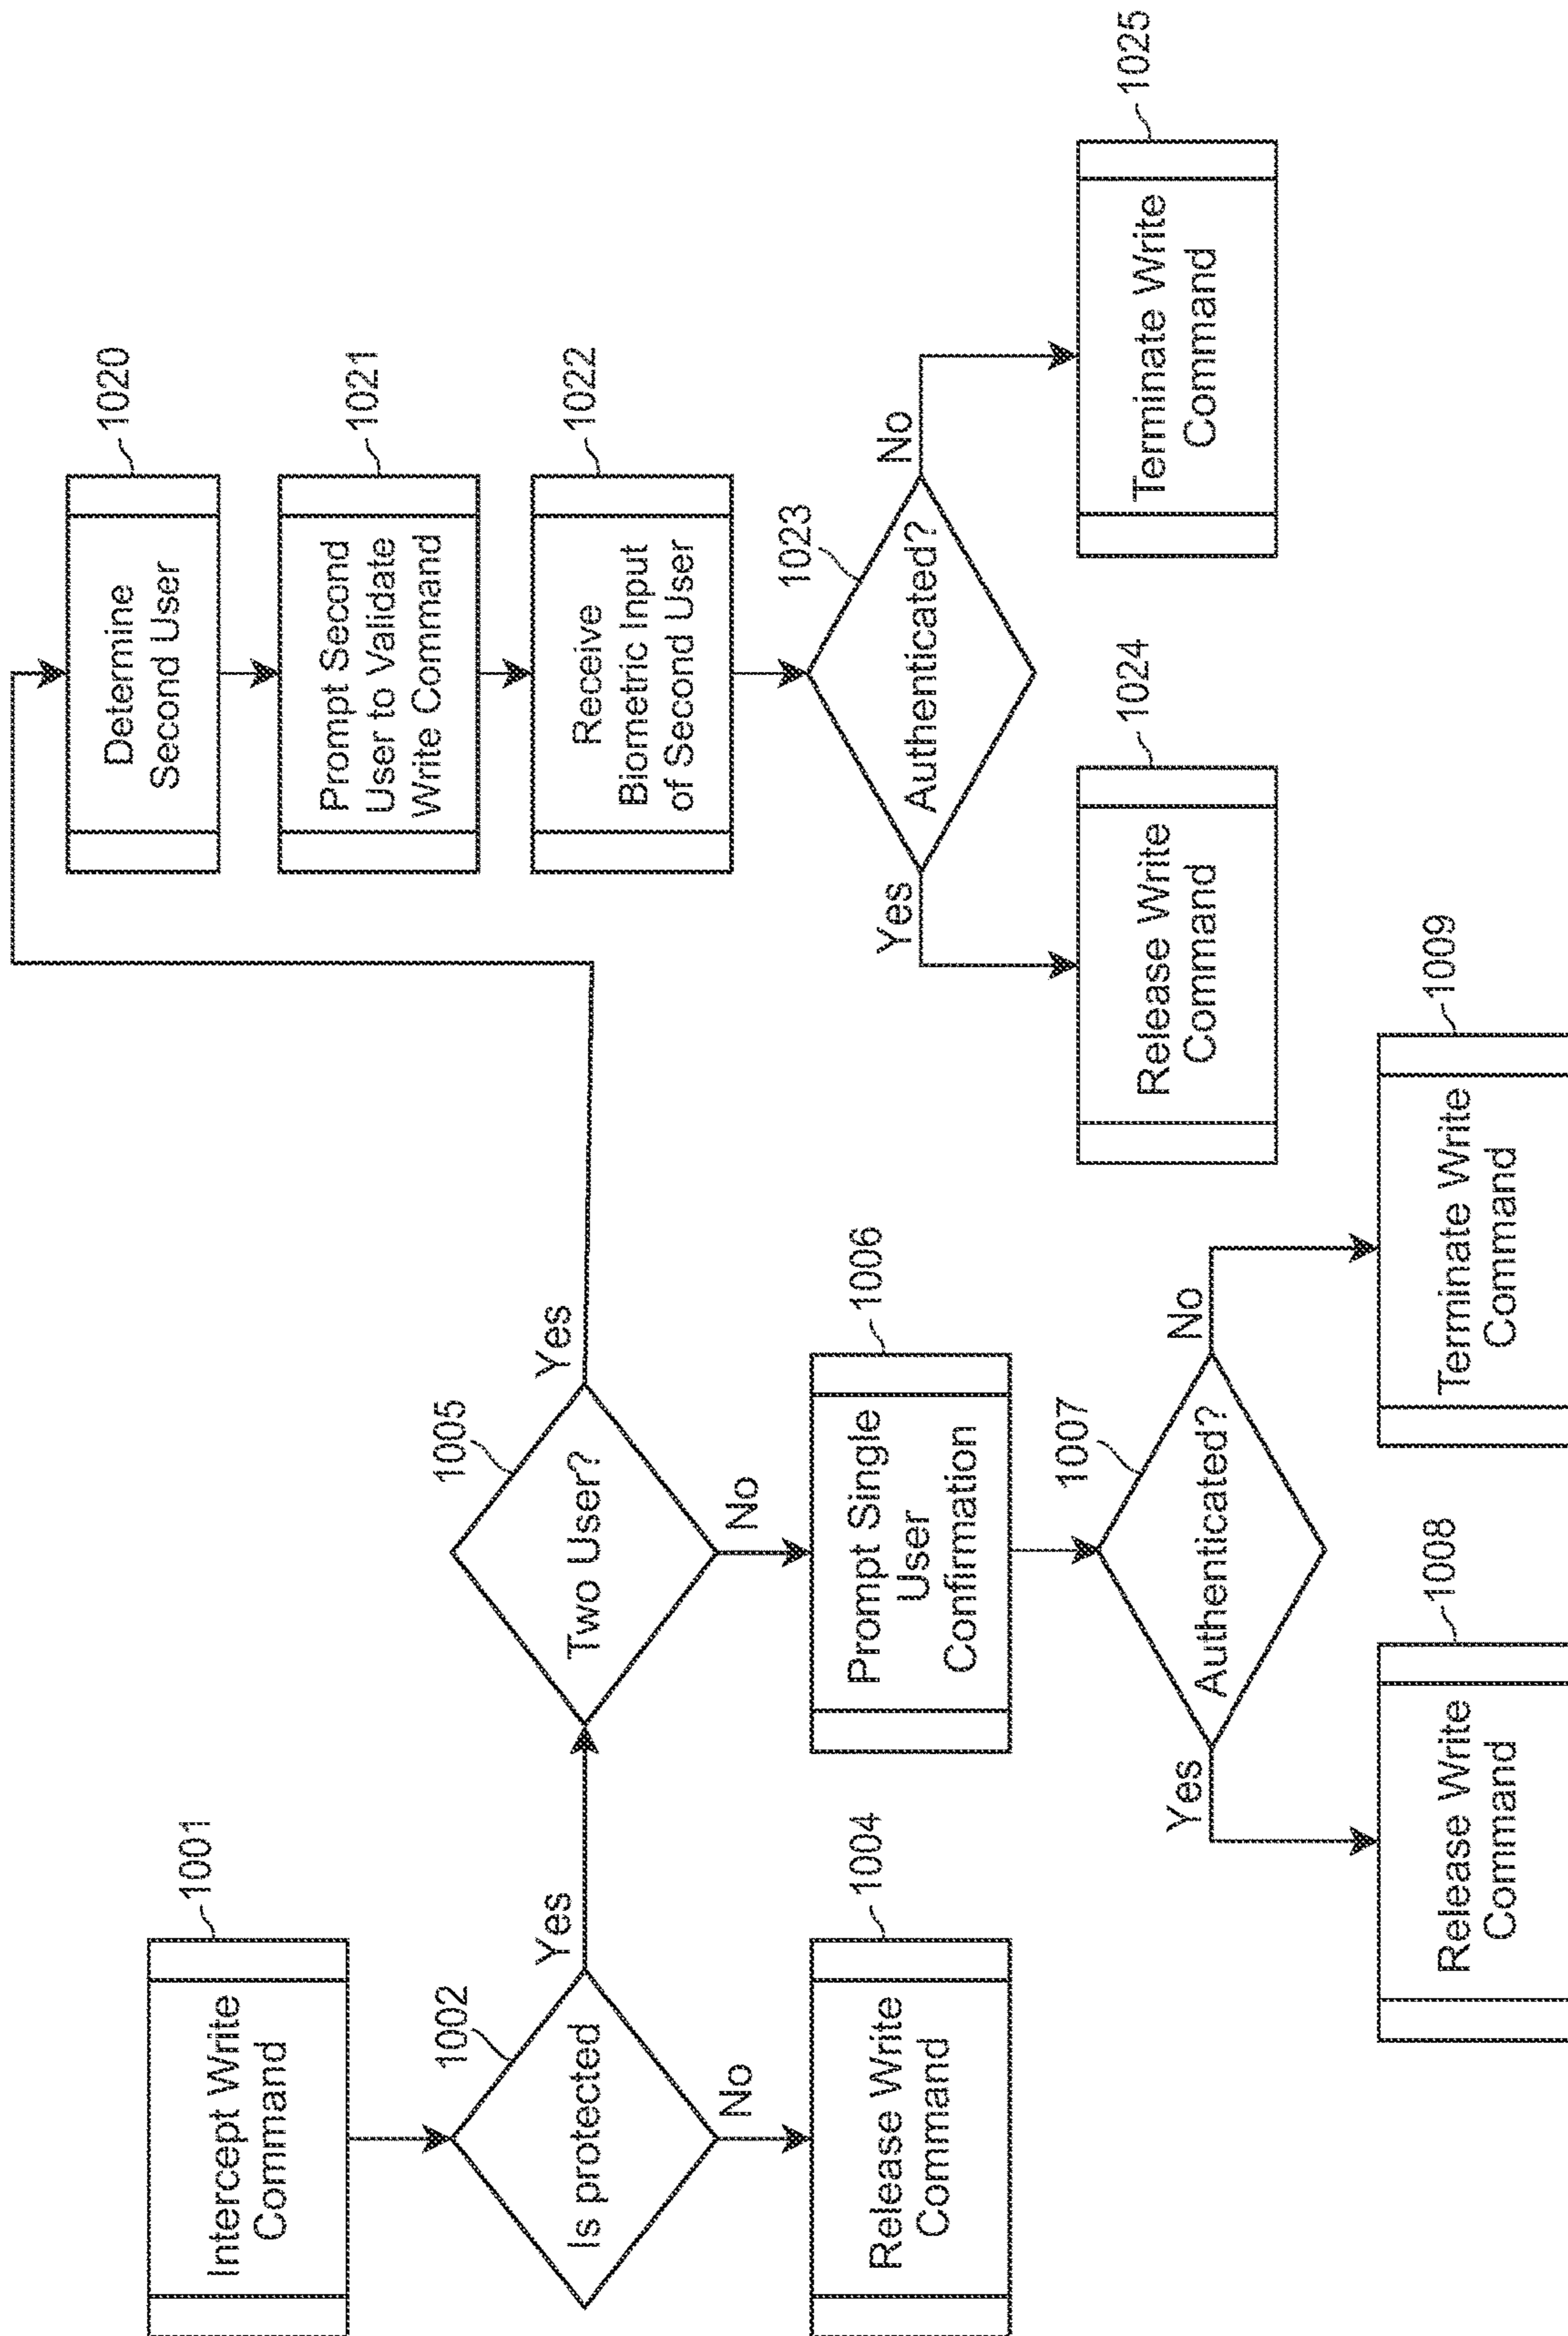 1001
Intercept Write
Command
1002
Is protected
Yes
No
1004
Release Write
Command
1005
Two User?
Yes
No
1006
Prompt Single
User
Confirmation
1007
Authenticated?
Yes
No
1008
Release Write
Command
1009
Terminate Write
Command
1020
Determine
Second User
1021
Prompt Second
User to Validate
Write Command
1022
Receive
Biometric Input
of Second User
1023
Authenticated?
Yes
No
1024
Release Write
Command
1025
Terminate Write
Command